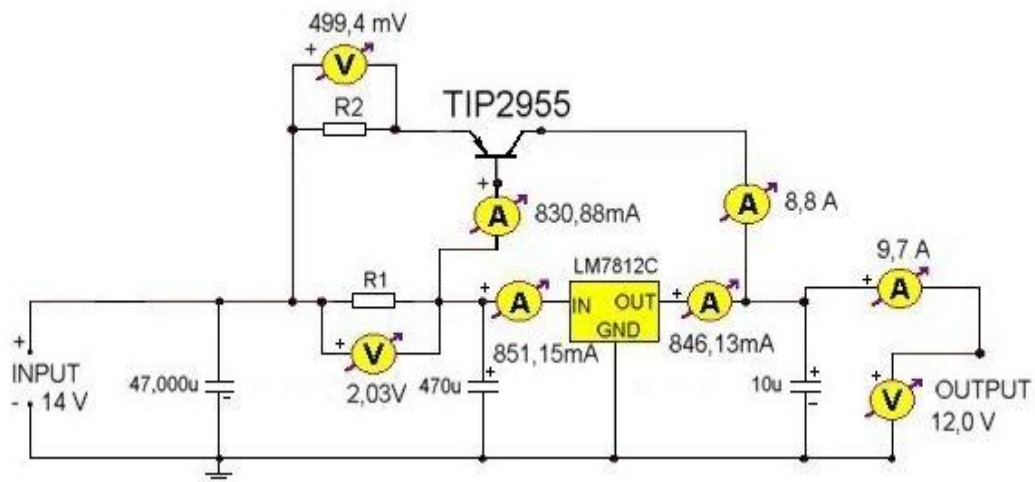 499,4 mV
+
V
R2
TIP2955
+
A
830,88mA
A
8,8 A
9,7 A
+
A
R1
+
A
LM7812C
IN
OUT
GND
+
A
+
INPUT
-
14 V
47,000u
-
V
2,03V
851,15mA
470u
+
846,13mA
10u
+
-
+
V
OUTPUT
12,0 V